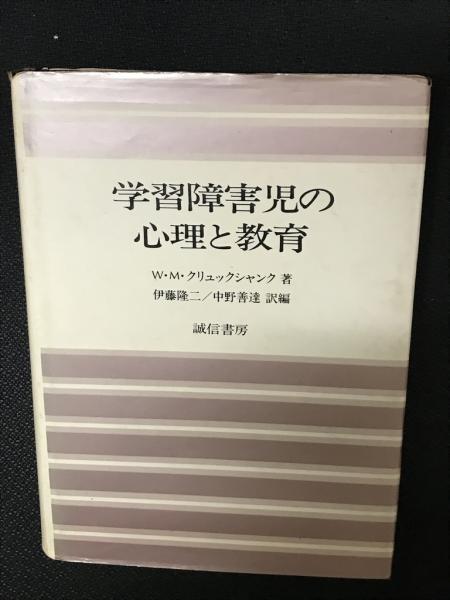 学習障害児の
心理と教育
W・M・クリュックシャンク 著
伊藤隆二／中野善達 訳編
誠信書房